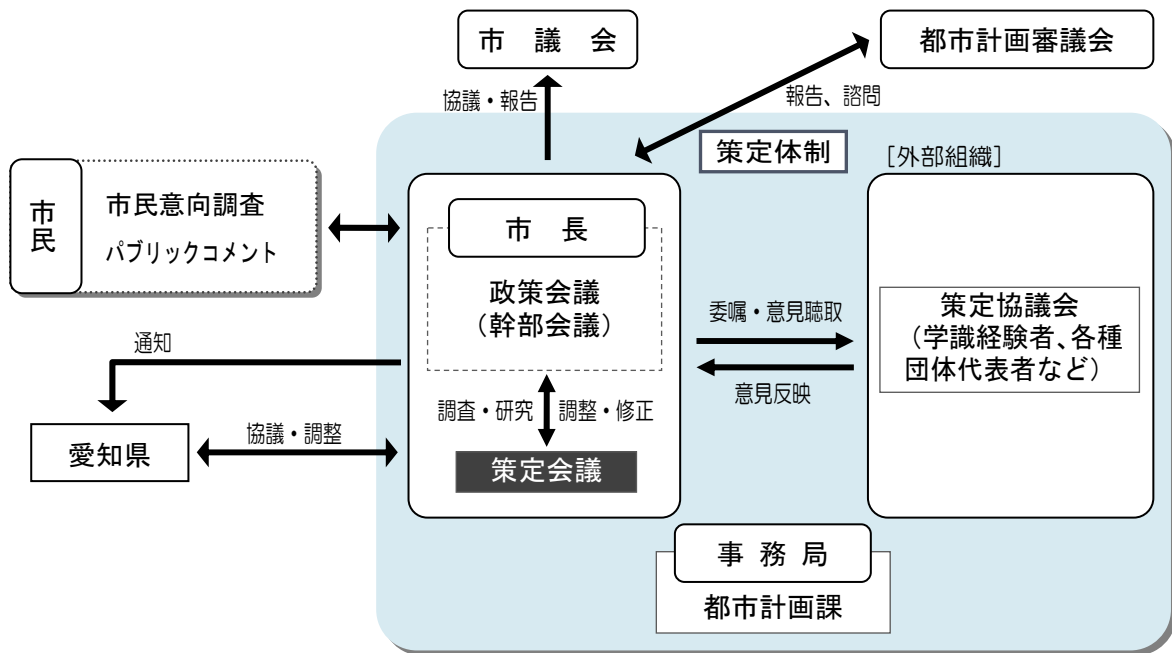 市 議 会
都市計画審議会
協議・報告
報告、諮問
策定体制
［外部組織］
市民
市民意向調査
パブリックコメント
市 長
政策会議
（幹部会議）
委嘱・意見聴取
意見反映
策定協議会
（学識経験者、各種
団体代表者など）
通知
調査・研究
調整・修正
愛知県
協議・調整
策定会議
事 務 局
都市計画課